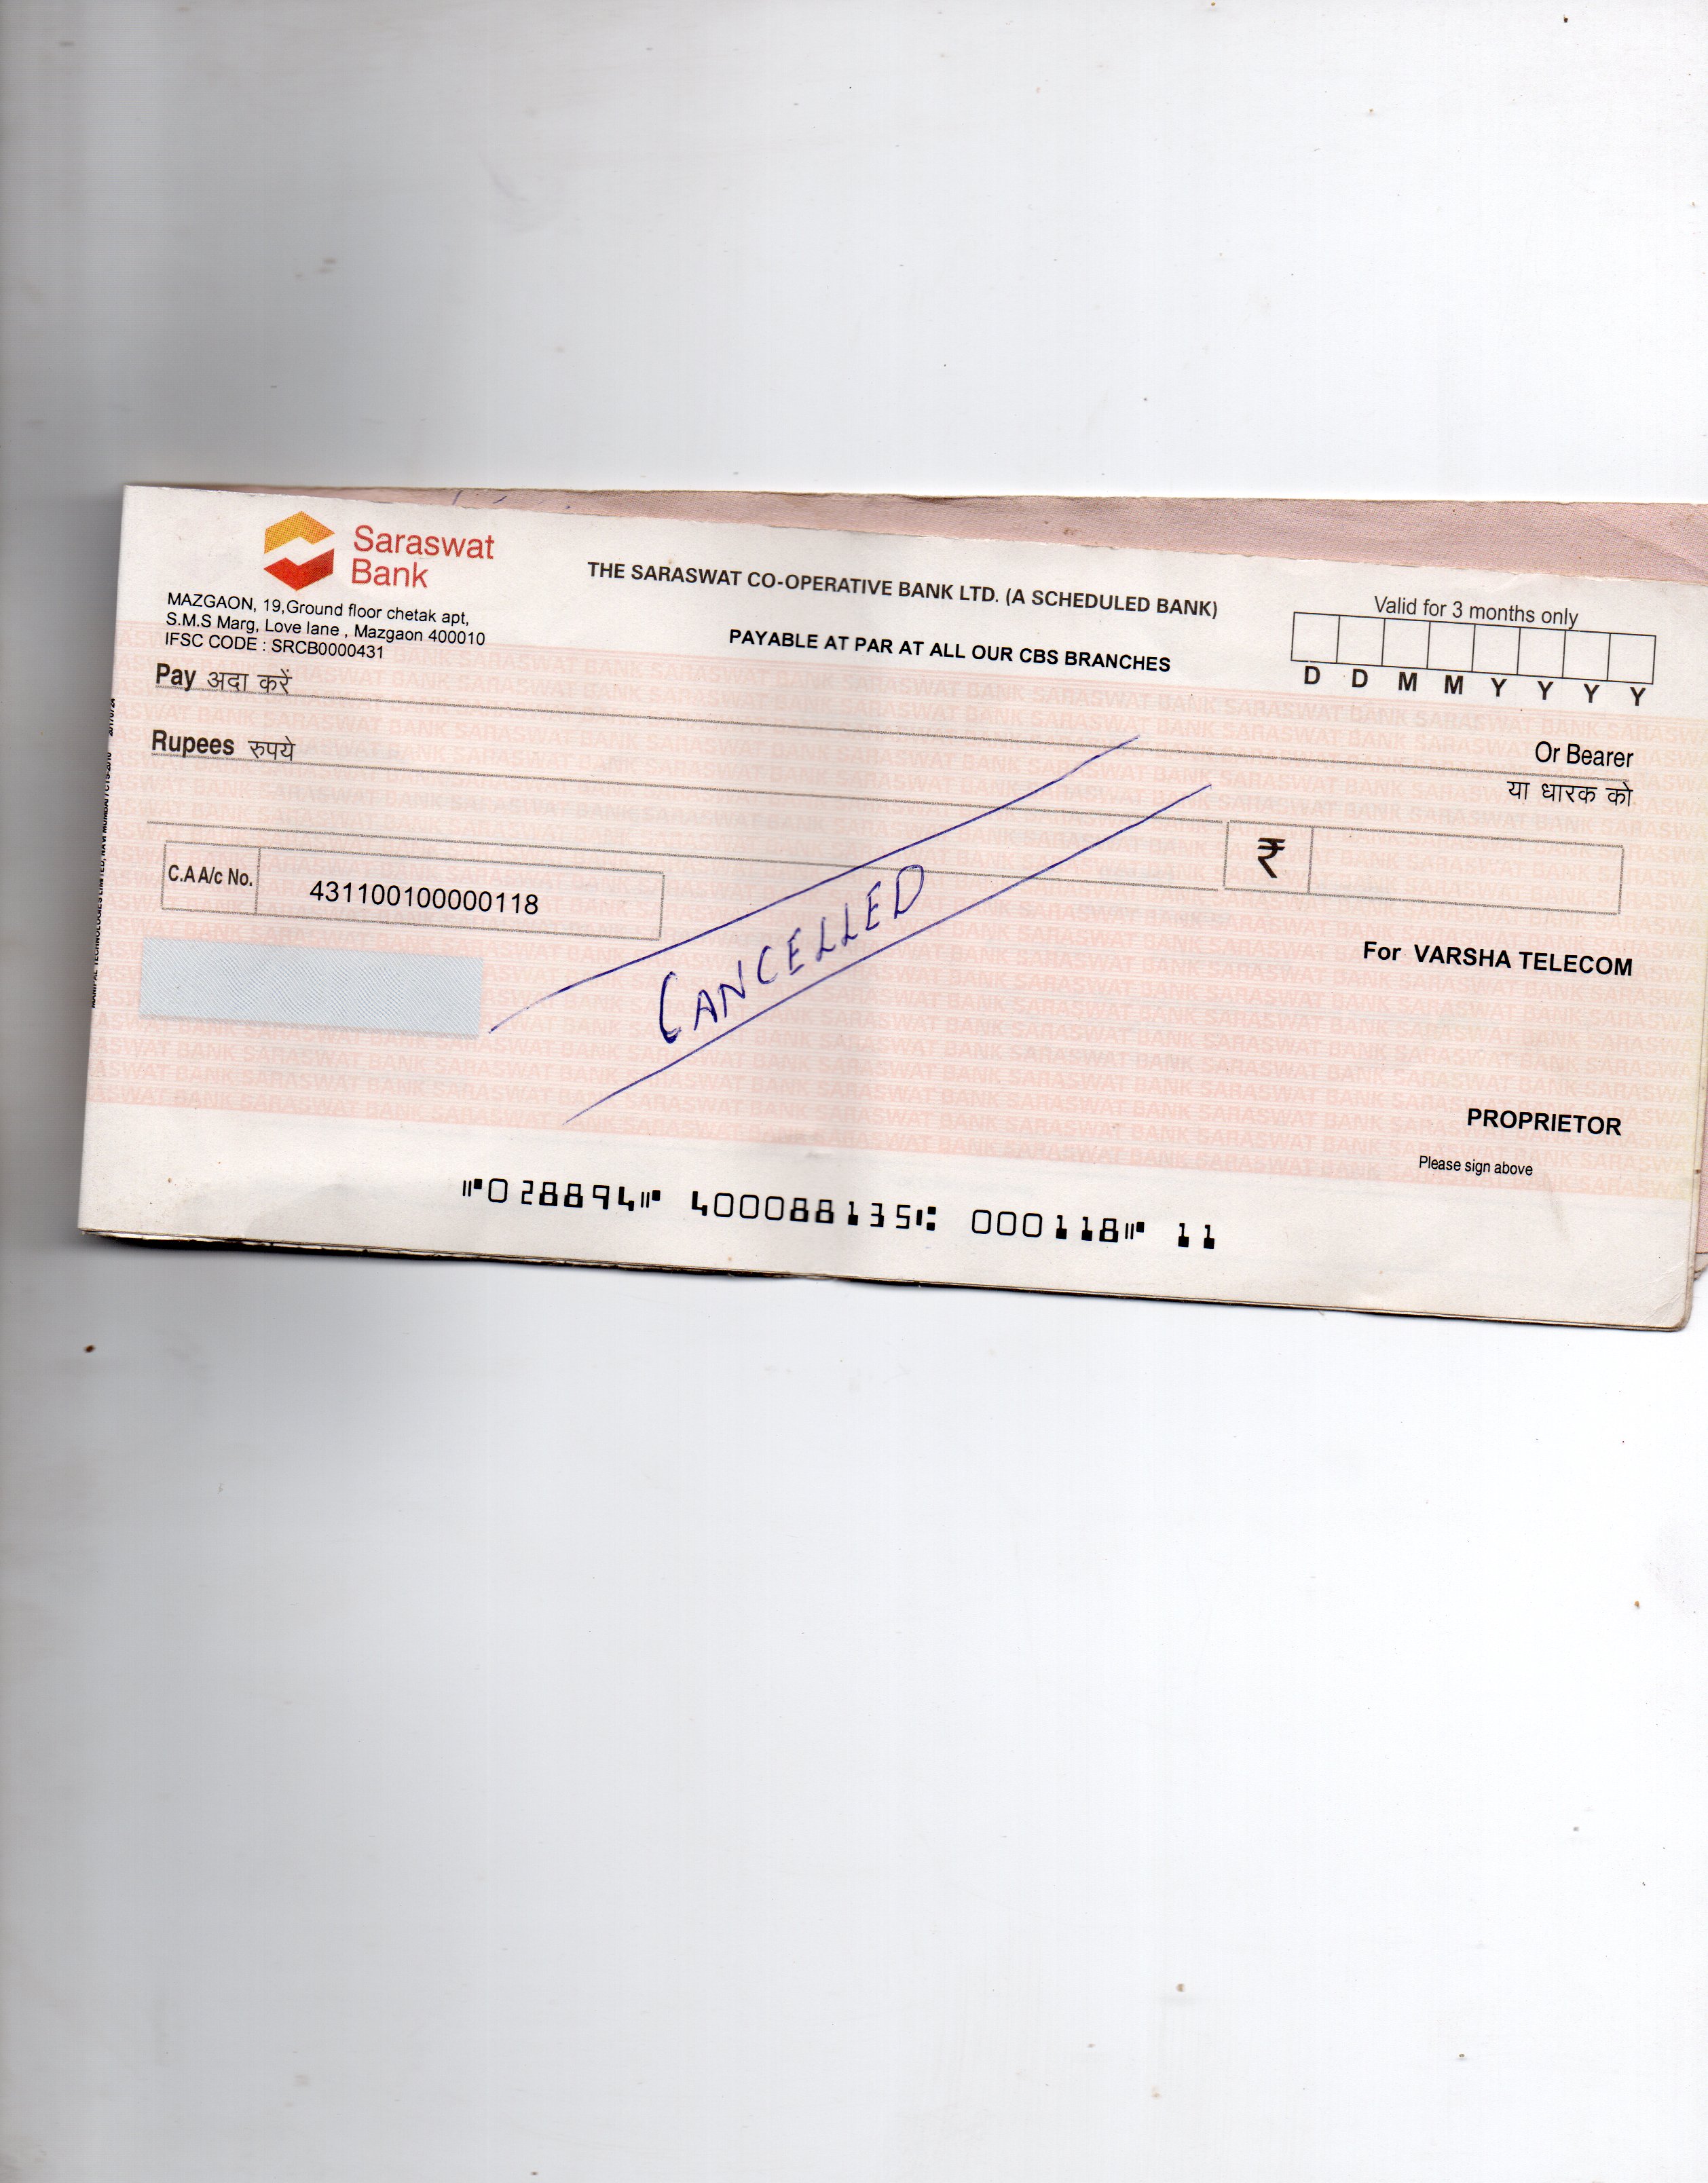 Saraswat
Bank
THE SARASWAT CO-OPERATIVE BANK LTD. (A SCHEDULED BANK)
MAZGAON, 19,Ground floor chetak apt,
S.M.S Marg, Love lane , Mazgaon 400010
IFSC CODE : SRCB0000431
PAYABLE AT PAR AT ALL OUR CBS BRANCHES
Valid for 3 months only
D D M M Y Y Y Y
Pay अदा करें
Or Bearer
या धारक को
Rupees रुपये
₹
C.A A/c No. 431100100000118
CANCELLED
For VARSHA TELECOM
PROPRIETOR
Please sign above
⑈028894⑈ 400088135⑆ 000118⑈ 11